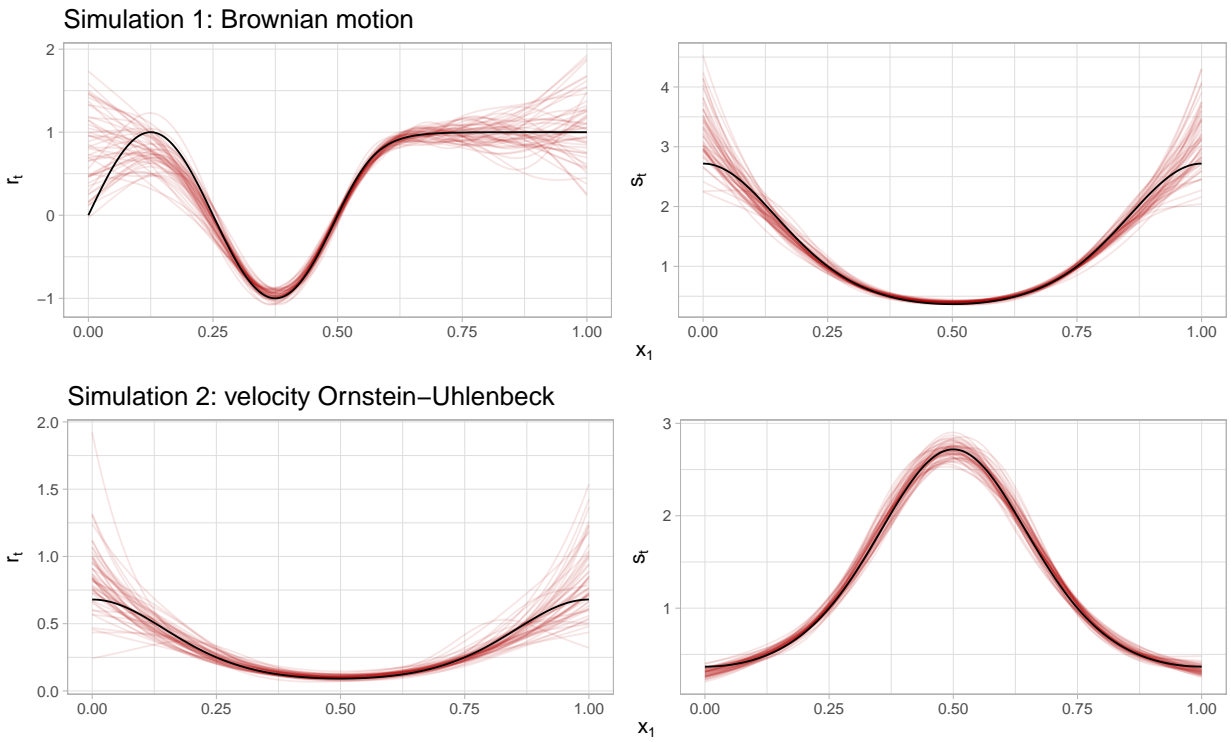 Simulation 1: Brownian motion
2
1
0
−1
r_t
0.00 0.25 0.50 0.75 1.00
4
3
2
1
s_t
0.00 0.25 0.50 0.75 1.00
x_1
Simulation 2: velocity Ornstein−Uhlenbeck
2.0
1.5
1.0
0.5
0.0
r_t
0.00 0.25 0.50 0.75 1.00
3
2
1
s_t
0.00 0.25 0.50 0.75 1.00
x_1